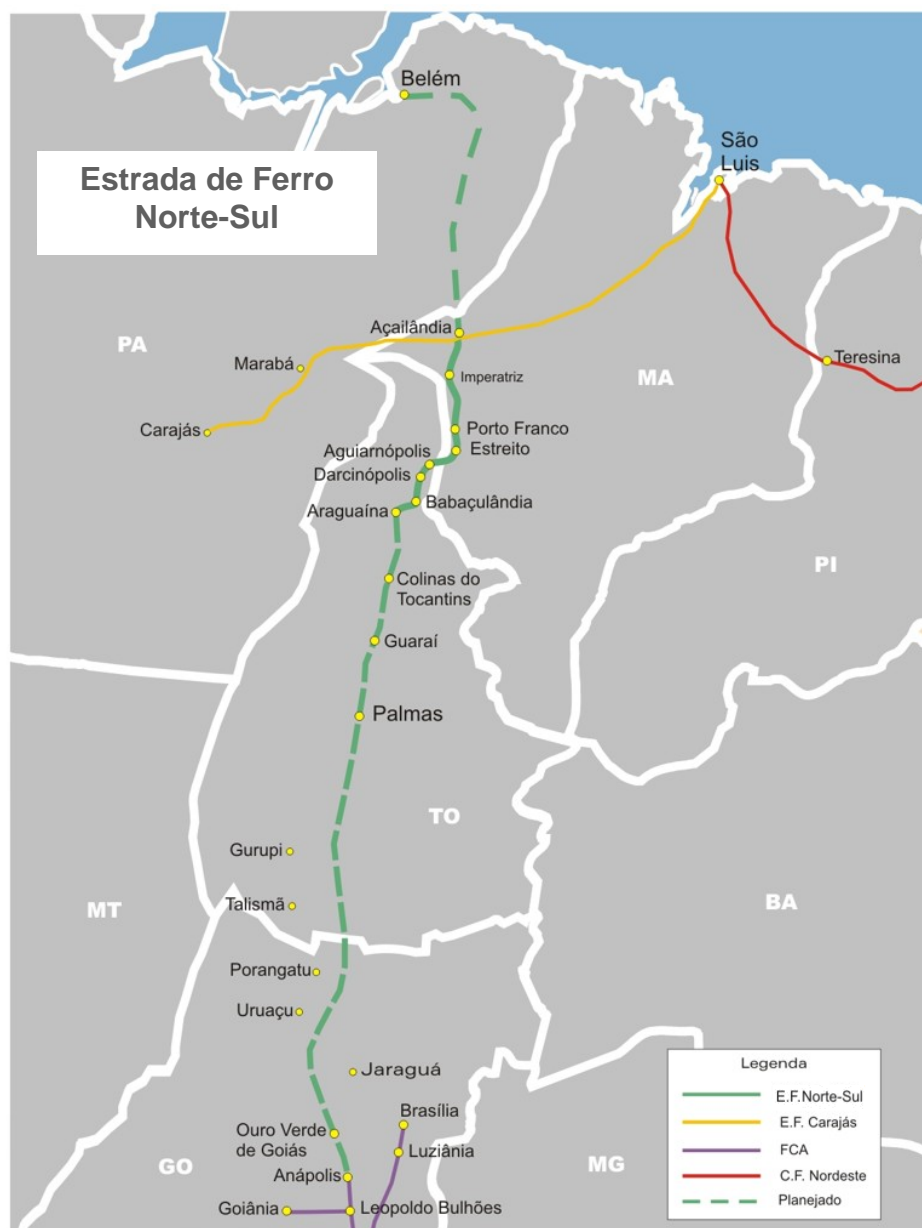 Belém
São
Luis
Estrada de Ferro
Norte-Sul
PA
Açailândia
Marabá
Imperatriz
MA
Teresina
Carajás
Porto Franco
Estreito
Aguiarnópolis
Darcinópolis
Babaçulândia
Araguaína
PI
Colinas do
Tocantins
Guaraí
Palmas
TO
Gurupi
MT
Talismã
BA
Porangatu
Uruaçu
Jaraguá
Brasília
Ouro Verde
de Goiás
Luziânia
GO
MG
Anápolis
Goiânia
Leopoldo Bulhões
Legenda
E.F.Norte-Sul
E.F. Carajás
FCA
C.F. Nordeste
Planejado